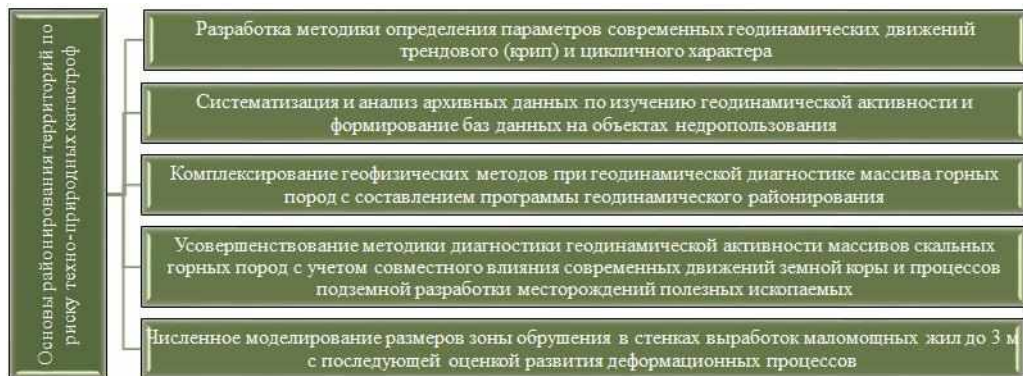 Основы районирования территорий по
риску техно-природных катастроф
Разработка методики определения параметров современных геодинамических движений
трендового (крип) и цикличного характера
Систематизация и анализ архивных данных по изучению геодинамической активности и
формирование баз данных на объектах недропользования
Комплексирование геофизических методов при геодинамической диагностике массива горных
пород с составлением программы геодинамического районирования
Усовершенствование методики диагностики геодинамической активности массивов скальных
горных пород с учетом совместного влияния современных движений земной коры и процессов
подземной разработки месторождений полезных ископаемых
Численное моделирование размеров зоны обрушения в стенках выработок маломощных жил до 3 м
с последующей оценкой развития деформационных процессов